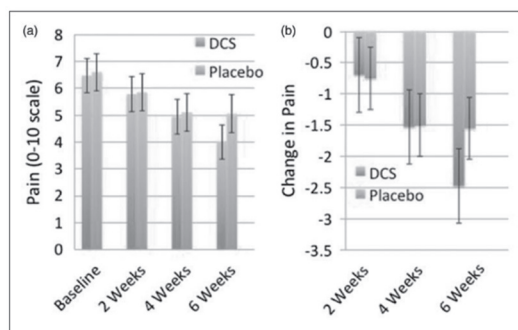 (a)
Pain (0-10 scale)
8
7
6
5
4
3
2
1
0
DCS
Placebo
Baseline
2 Weeks
4 Weeks
6 Weeks
(b)
Change in Pain
0
-0.5
-1
-1.5
-2
-2.5
-3
-3.5
DCS
Placebo
2 Weeks
4 Weeks
6 Weeks